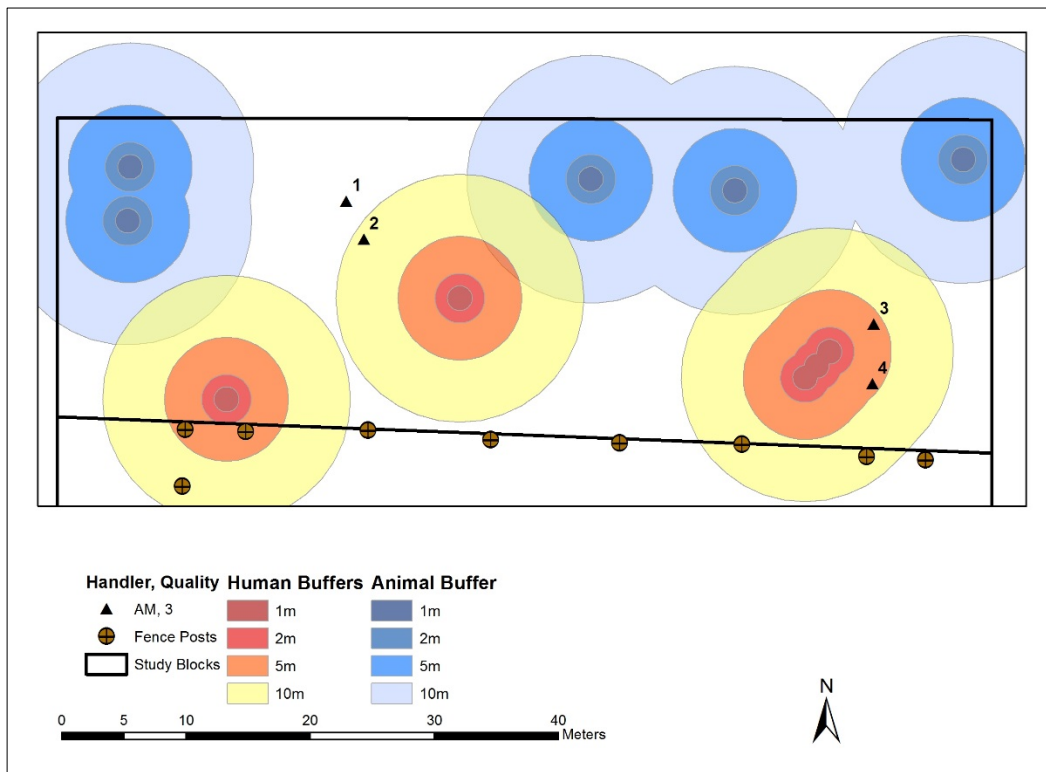 1
2
3
4
Handler, Quality Human Buffers Animal Buffer
AM, 3 1m 1m
Fence Posts 2m 2m
Study Blocks 5m 5m
10m 10m
0 5 10 20 30 40
Meters
N